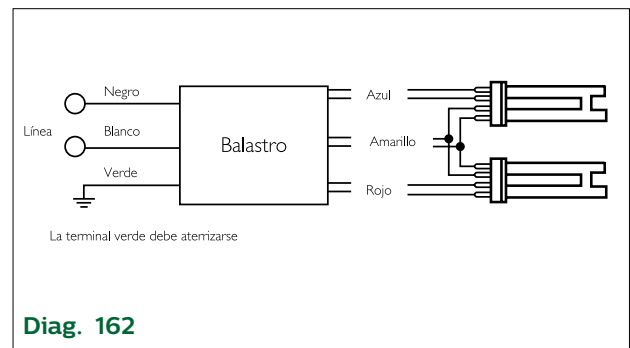 Negro
Azul
Línea
Blanco
Balastro
Amarillo
Verde
Rojo
La terminal verde debe aterrizarse
Diag. 162